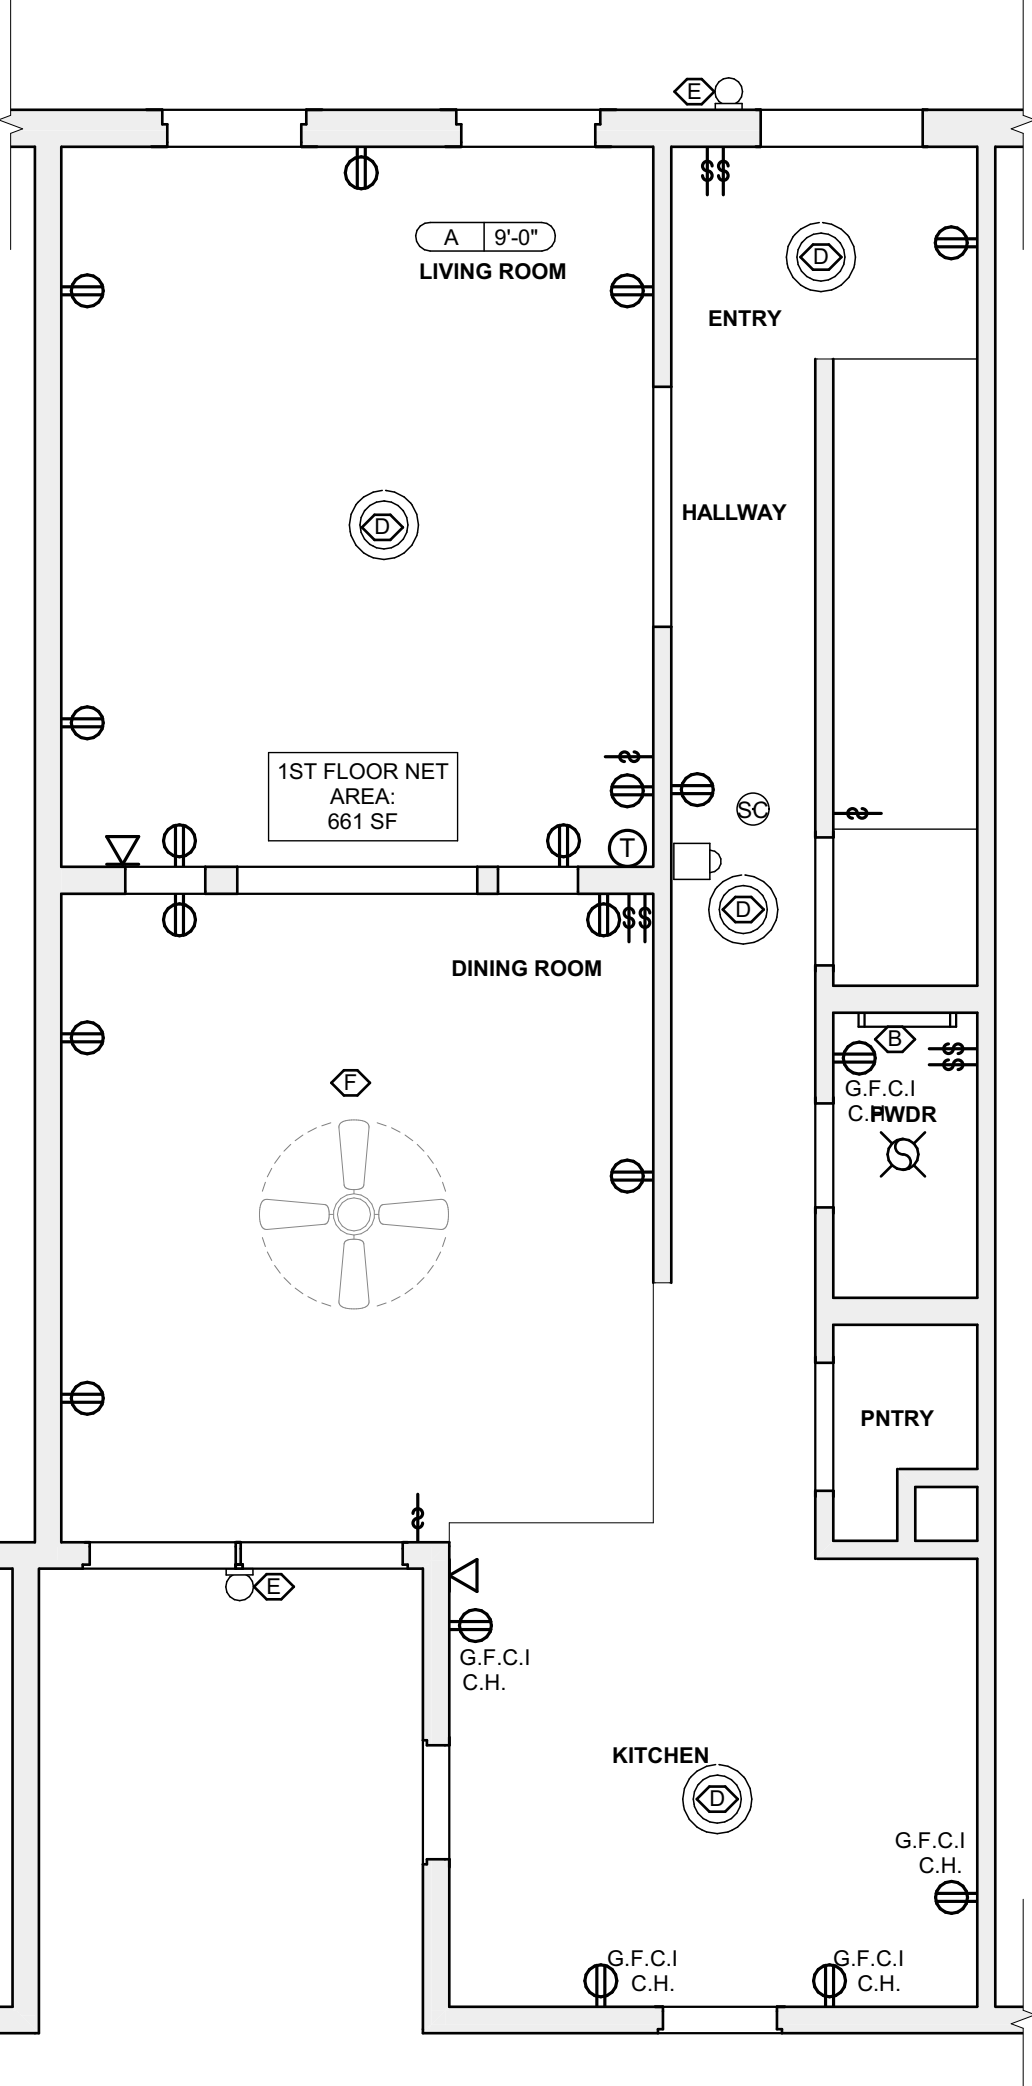 E
$$
A 9'-0"
LIVING ROOM
D
ENTRY
D
HALLWAY
$
1ST FLOOR NET
AREA:
661 SF
SC
$
T
D
$$
DINING ROOM
B
$$
F
G.F.C.I
C.H.
PWDR
PNTRY
$
E
G.F.C.I
C.H.
KITCHEN
D
G.F.C.I
C.H.
G.F.C.I
C.H.
G.F.C.I
C.H.